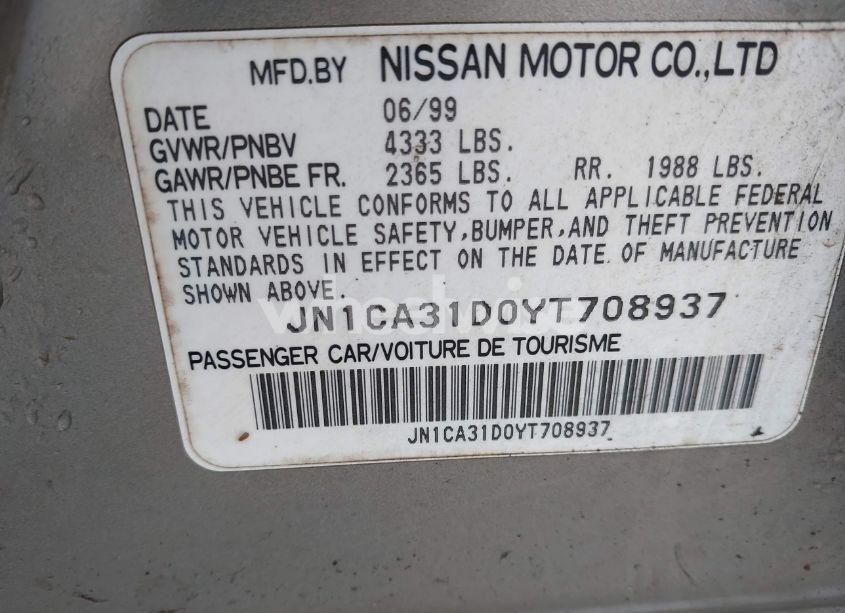 MFD.BY NISSAN MOTOR CO.,LTD
DATE 06/99
GVWR/PNBV 4333 LBS.
GAWR/PNBE FR. 2365 LBS. RR. 1988 LBS.
THIS VEHICLE CONFORMS TO ALL APPLICABLE FEDERAL
MOTOR VEHICLE SAFETY,BUMPER,AND THEFT PREVENTION
STANDARDS IN EFFECT ON THE DATE OF MANUFACTURE
SHOWN ABOVE.
JN1CA31D0YT708937
PASSENGER CAR/VOITURE DE TOURISME
JN1CA31D0YT708937